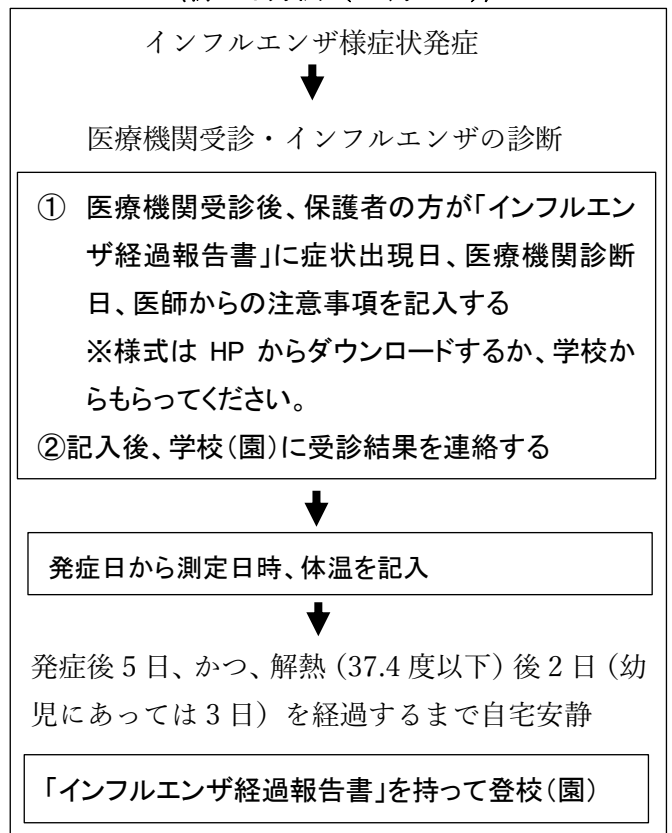 インフルエンザ様症状発症
医療機関受診・インフルエンザの診断
① 医療機関受診後、保護者の方が「インフルエン
ザ経過報告書」に症状出現日、医療機関診断
日、医師からの注意事項を記入する
※様式は HP からダウンロードするか、学校か
らもらってください。
②記入後、学校(園)に受診結果を連絡する
発症日から測定日時、体温を記入
発症後 5 日、かつ、解熱（37.4 度以下）後 2 日（幼
児にあっては 3 日）を経過するまで自宅安静
「インフルエンザ経過報告書」を持って登校(園)